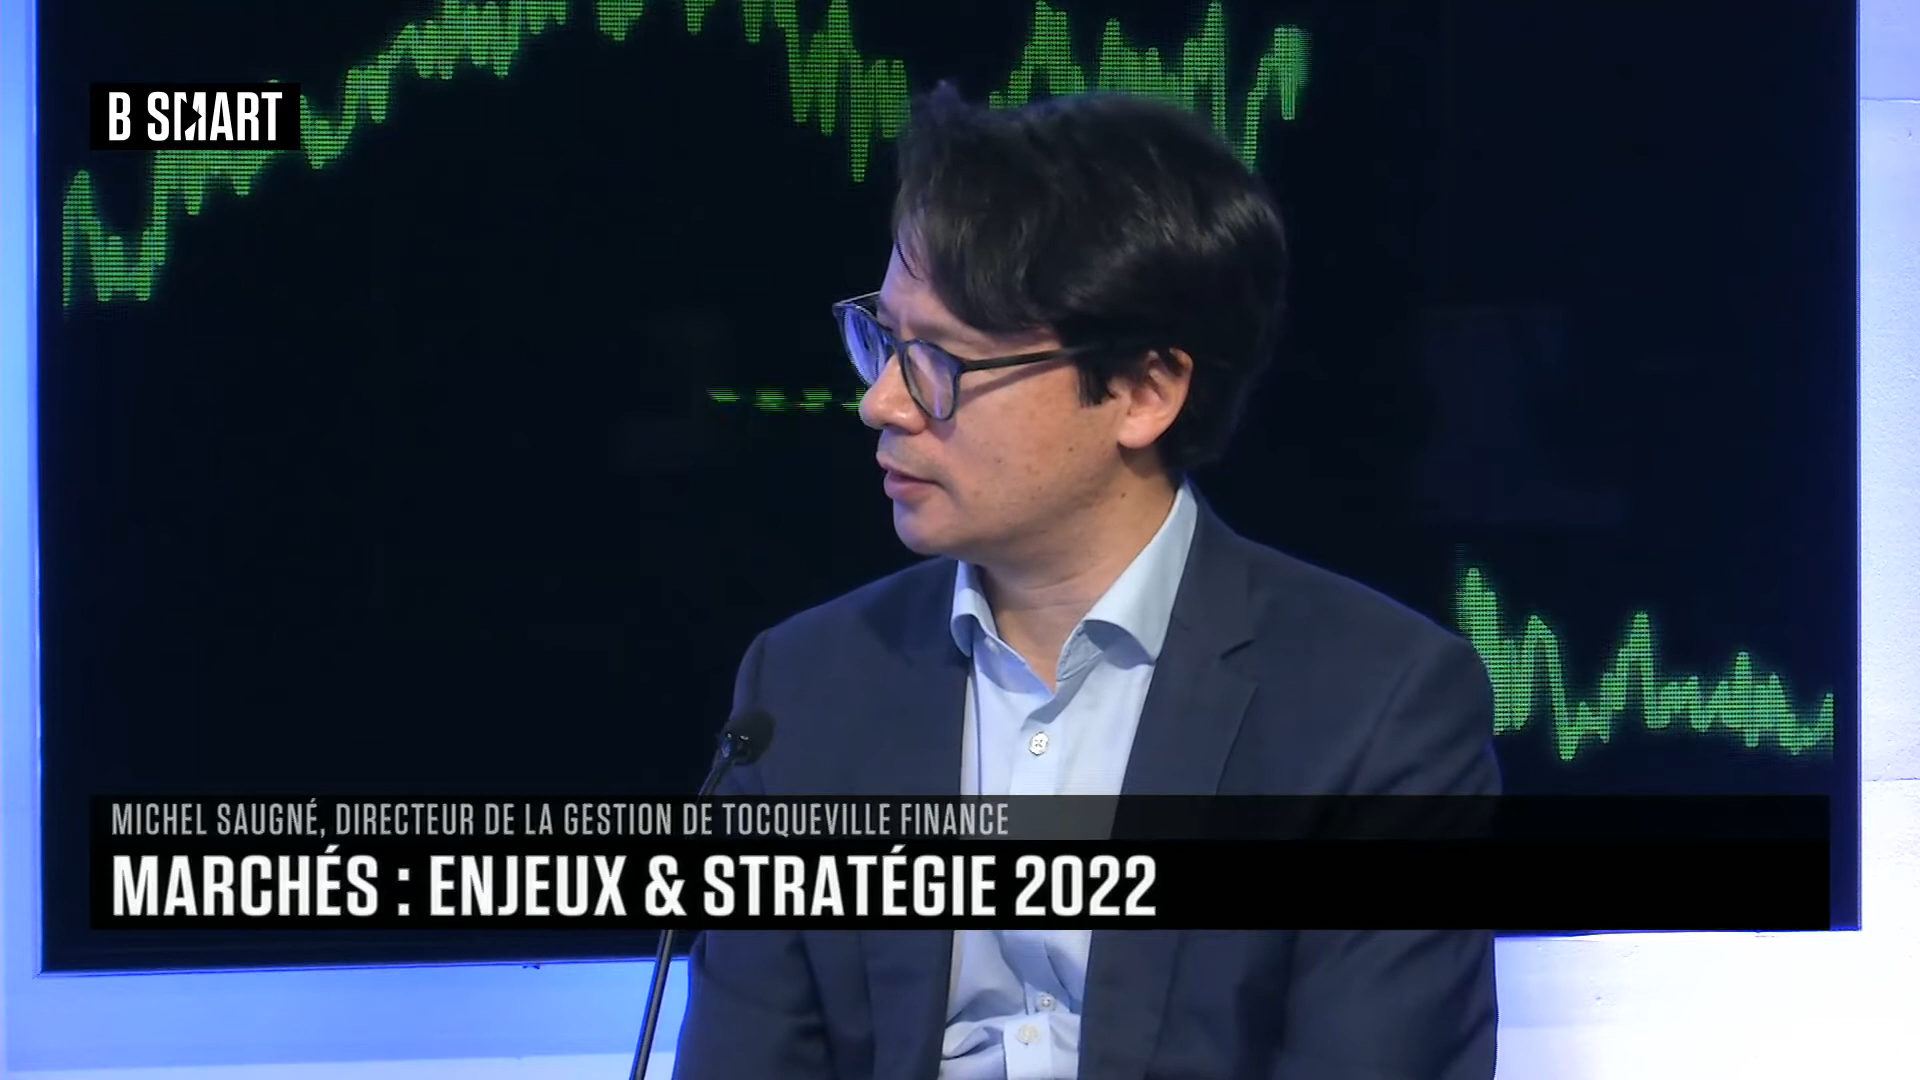 B SMART
MICHEL SAUGNÉ, DIRECTEUR DE LA GESTION DE TOCQUEVILLE FINANCE
MARCHÉS : ENJEUX & STRATÉGIE 2022